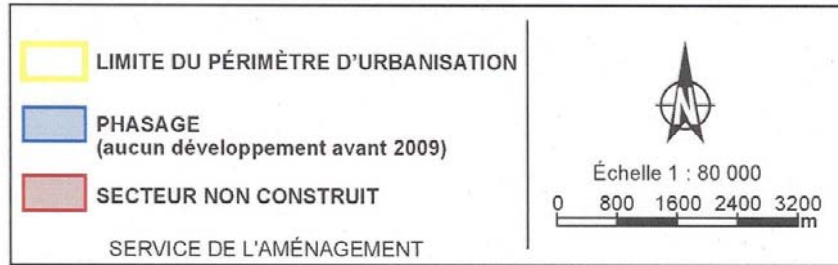 LIMITE DU PÉRIMÈTRE D'URBANISATION
PHASAGE
(aucun développement avant 2009)
SECTEUR NON CONSTRUIT
SERVICE DE L'AMÉNAGEMENT
N
Échelle 1 : 80 000
0 800 1600 2400 3200
m